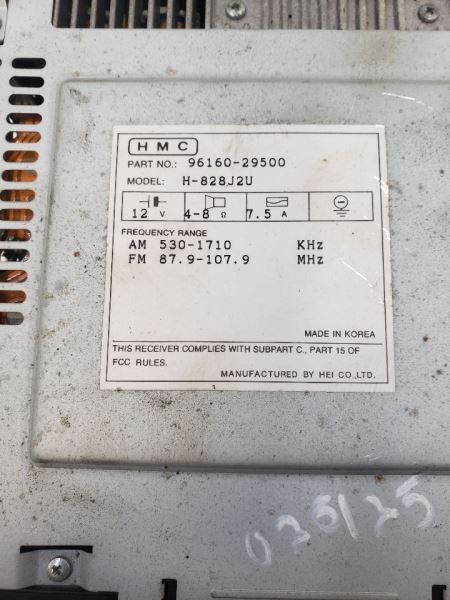 HMC
PART NO.: 96160-29500
MODEL: H-828J2U
12 V 4-8 Ω 7.5 A
FREQUENCY RANGE
AM 530-1710 KHz
FM 87.9-107.9 MHz
MADE IN KOREA
THIS RECEIVER COMPLIES WITH SUBPART C., PART 15 OF
FCC RULES.
MANUFACTURED BY HEI CO.,LTD.